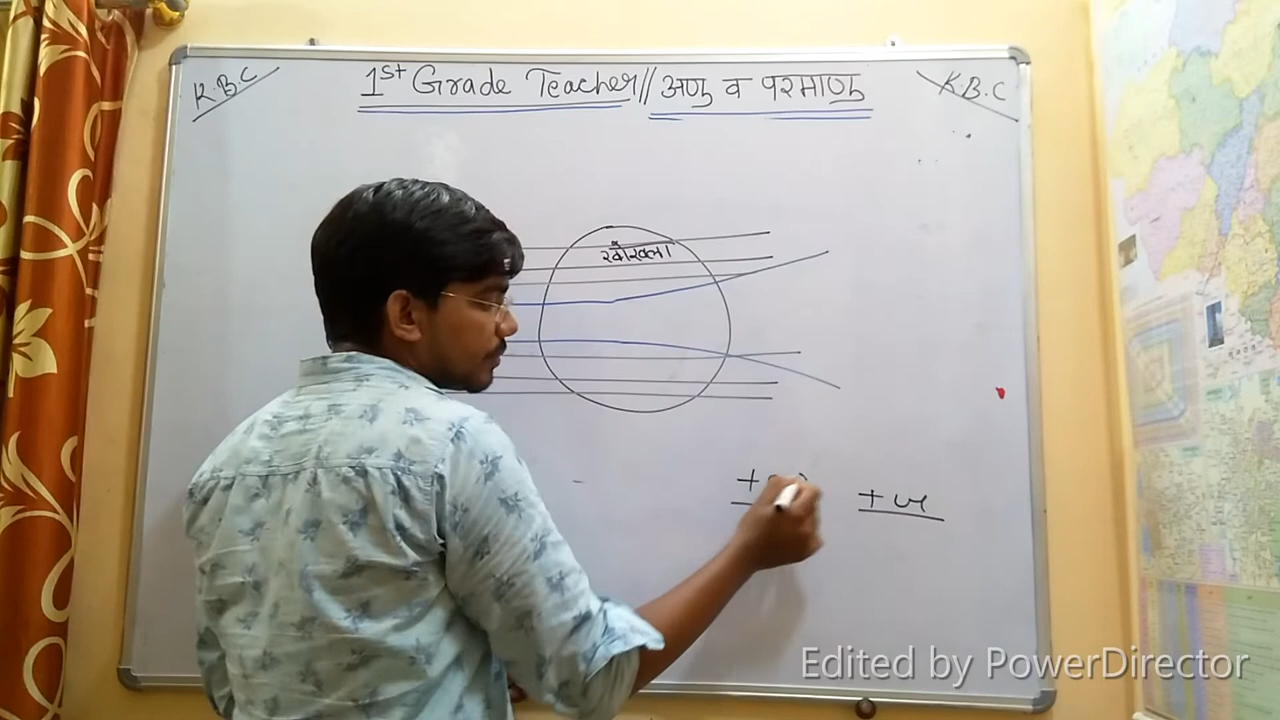 K.B.C
1st Grade Teacher // अणु व परमाणु
K.B.C
खोखला
+ve
Edited by PowerDirector